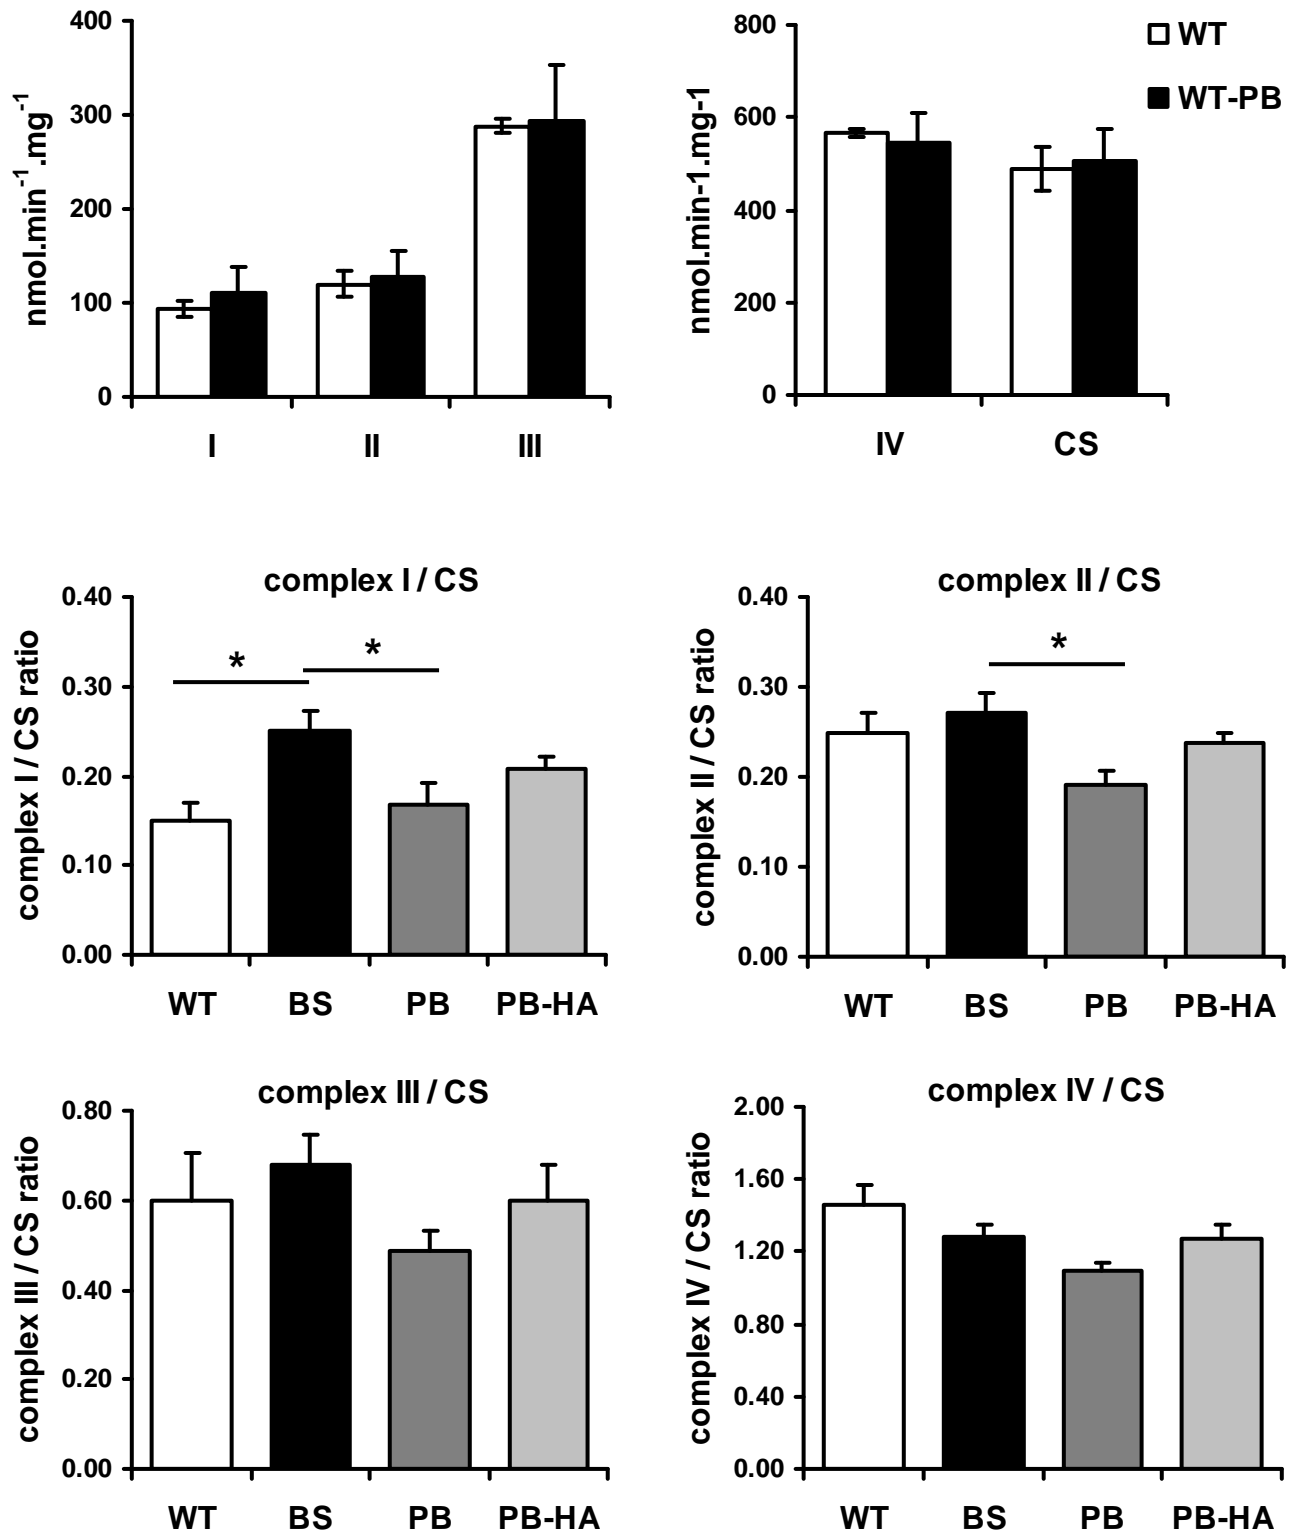 nmol.min⁻¹.mg⁻¹
400
300
200
100
0
I II III
nmol.min-1.mg-1
800
600
400
200
0
IV CS
WT
WT-PB
complex I / CS
complex I / CS ratio
0.40
0.30
0.20
0.10
0.00
* *
WT BS PB PB-HA
complex II / CS
complex II / CS ratio
0.40
0.30
0.20
0.10
0.00
*
WT BS PB PB-HA
complex III / CS
complex III / CS ratio
0.80
0.60
0.40
0.20
0.00
WT BS PB PB-HA
complex IV / CS
complex IV / CS ratio
2.00
1.60
1.20
0.80
0.40
0.00
WT BS PB PB-HA